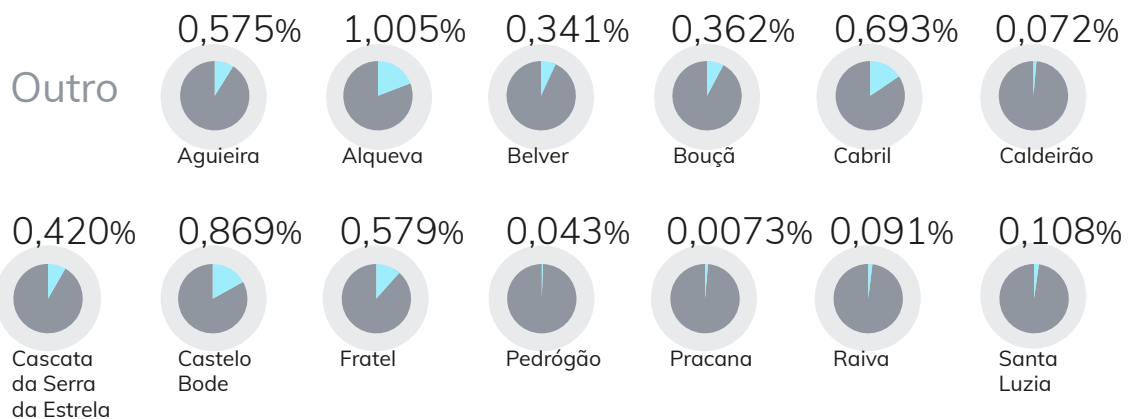 0,575% 1,005% 0,341% 0,362% 0,693% 0,072%
Outro
Aguieira Alqueva Belver Bouçã Cabril Caldeirão
0,420% 0,869% 0,579% 0,043% 0,0073% 0,091% 0,108%
Cascata Castelo Fratel Pedrógão Pracana Raiva Santa
da Serra Bode Luzia
da Estrela